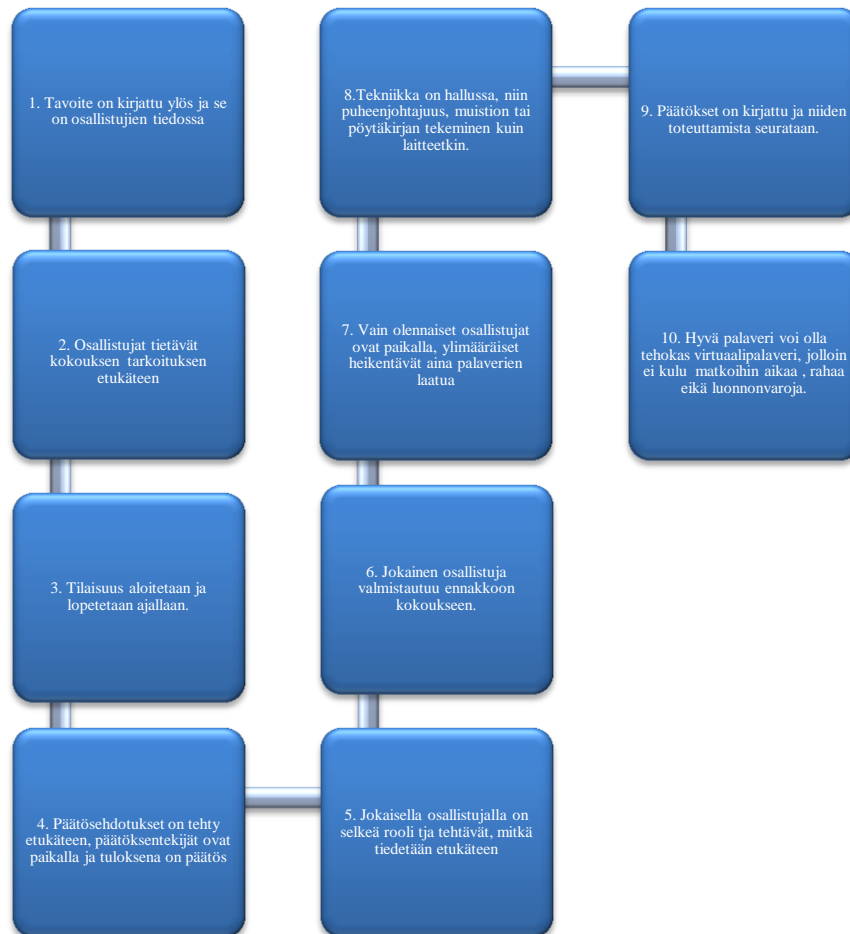 1. Tavoite on kirjattu ylös ja se
on osallistujien tiedossa
2. Osallistujat tietävät
kokouksen tarkoituksen
etukäteen
3. Tilaisuus aloitetaan ja
lopetetaan ajallaan.
4. Päätösehdotukset on tehty
etukäteen, päätöksentekijät ovat
paikalla ja tuloksena on päätös
5. Jokaisella osallistujalla on
selkeä rooli tja tehtävät, mitkä
tiedetään etukäteen
6. Jokainen osallistuja
valmistautuu ennakkoon
kokoukseen.
7. Vain olennaiset osallistujat
ovat paikalla, ylimääräiset
heikentävät aina palaverien
laatua
8.Tekniikka on hallussa, niin
puheenjohtajuus, muistion tai
pöytäkirjan tekeminen kuin
laitteetkin.
9. Päätökset on kirjattu ja niiden
toteuttamista seurataan.
10. Hyvä palaveri voi olla
tehokas virtuaalipalaveri, jolloin
ei kulu matkoihin aikaa , rahaa
eikä luonnonvaroja.